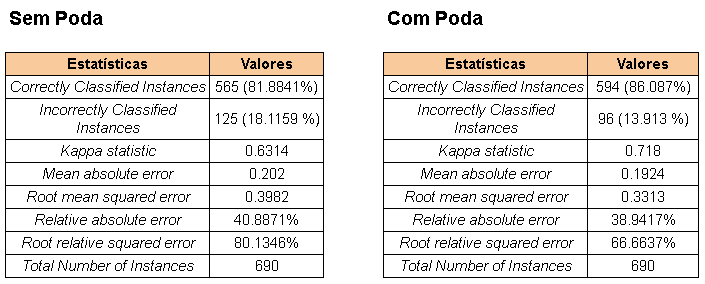 Sem Poda
Estatísticas Valores
Correctly Classified Instances 565 (81.8841%)
Incorrectly Classified
Instances 125 (18.1159 %)
Kappa statistic 0.6314
Mean absolute error 0.202
Root mean squared error 0.3982
Relative absolute error 40.8871%
Root relative squared error 80.1346%
Total Number of Instances 690
Com Poda
Estatísticas Valores
Correctly Classified Instances 594 (86.087%)
Incorrectly Classified
Instances 96 (13.913 %)
Kappa statistic 0.718
Mean absolute error 0.1924
Root mean squared error 0.3313
Relative absolute error 38.9417%
Root relative squared error 66.6637%
Total Number of Instances 690